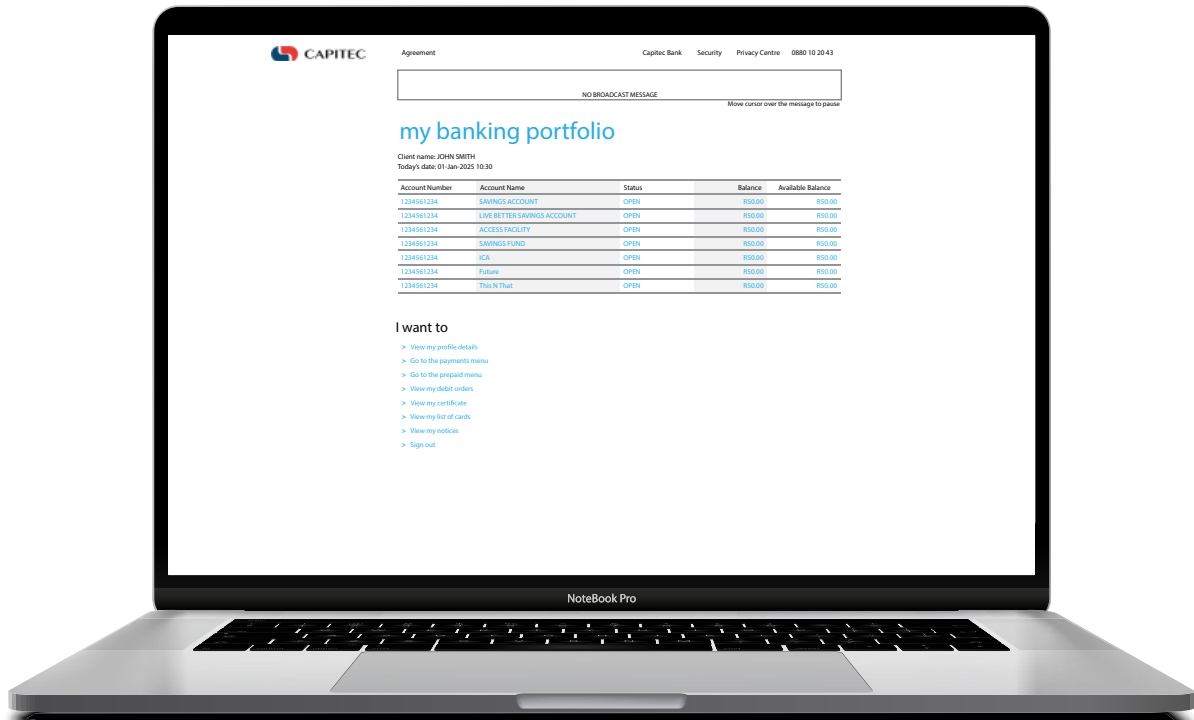 CAPITEC Agreement Capitec Bank Security Privacy Centre 0880 10 20 43
NO BROADCAST MESSAGE
Move cursor over the message to pause
my banking portfolio
Client name: JOHN SMITH
Today's date: 01-Jan-2025 10:30
Account Number Account Name Status Balance Available Balance
1234561234 SAVINGS ACCOUNT OPEN R50.00 R50.00
1234561234 LIVE BETTER SAVINGS ACCOUNT OPEN R50.00 R50.00
1234561234 ACCESS FACILITY OPEN R50.00 R50.00
1234561234 SAVINGS FUND OPEN R50.00 R50.00
1234561234 ICA OPEN R50.00 R50.00
1234561234 Future OPEN R50.00 R50.00
1234561234 This N That OPEN R50.00 R50.00
I want to
> View my profile details
> Go to the payments menu
> Go to the prepaid menu
> View my debit orders
> View my certificate
> View my list of cards
> View my notices
> Sign out
NoteBook Pro